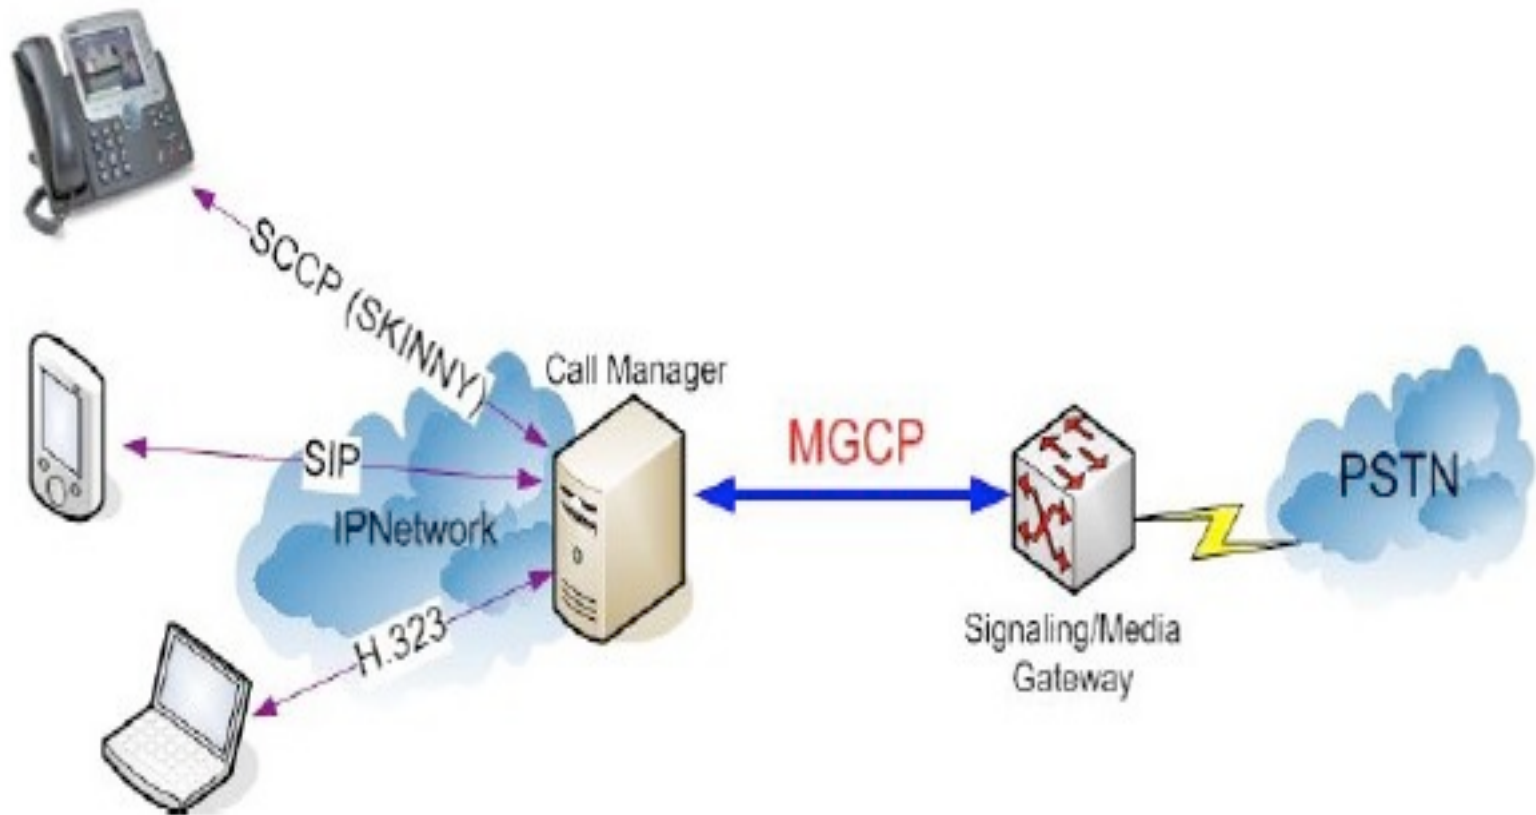 SCCP (SKINNY)
Call Manager
MGCP
SIP
PSTN
IPNetwork
H.323
Signaling/Media
Gateway